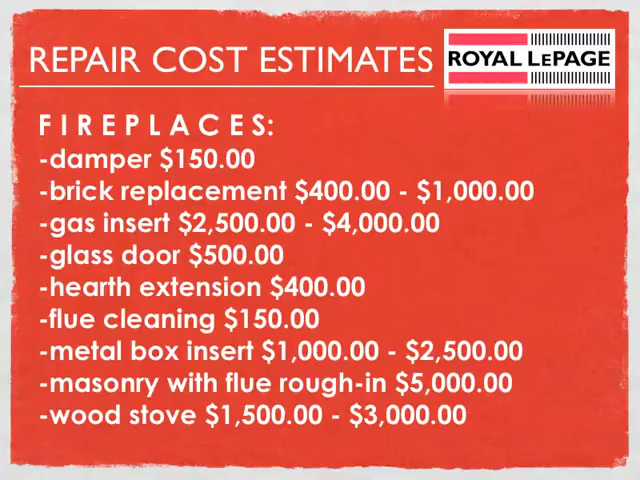 REPAIR COST ESTIMATES
ROYAL LEPAGE
FIREPLACES:
-damper $150.00
-brick replacement $400.00 - $1,000.00
-gas insert $2,500.00 - $4,000.00
-glass door $500.00
-hearth extension $400.00
-flue cleaning $150.00
-metal box insert $1,000.00 - $2,500.00
-masonry with flue rough-in $5,000.00
-wood stove $1,500.00 - $3,000.00